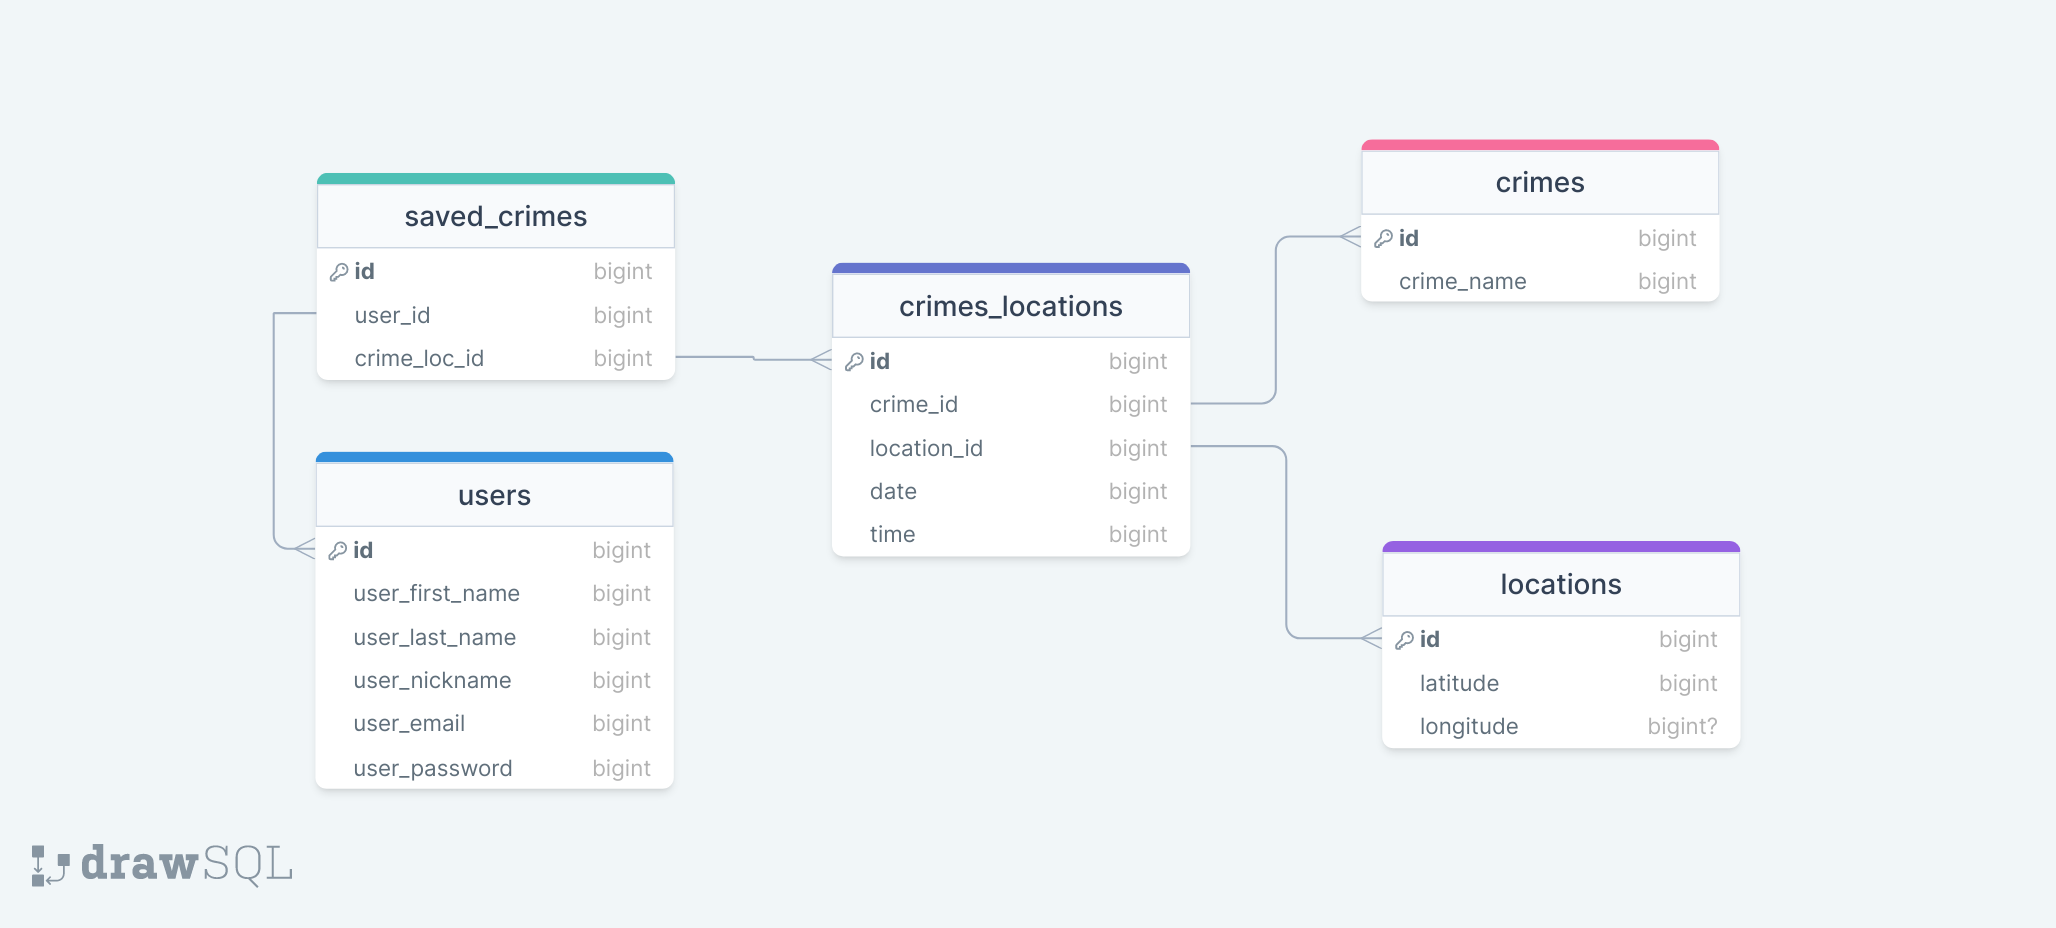 saved_crimes
id bigint
user_id bigint
crime_loc_id bigint
users
id bigint
user_first_name bigint
user_last_name bigint
user_nickname bigint
user_email bigint
user_password bigint
crimes_locations
id bigint
crime_id bigint
location_id bigint
date bigint
time bigint
crimes
id bigint
crime_name bigint
locations
id bigint
latitude bigint
longitude bigint?
drawSQL